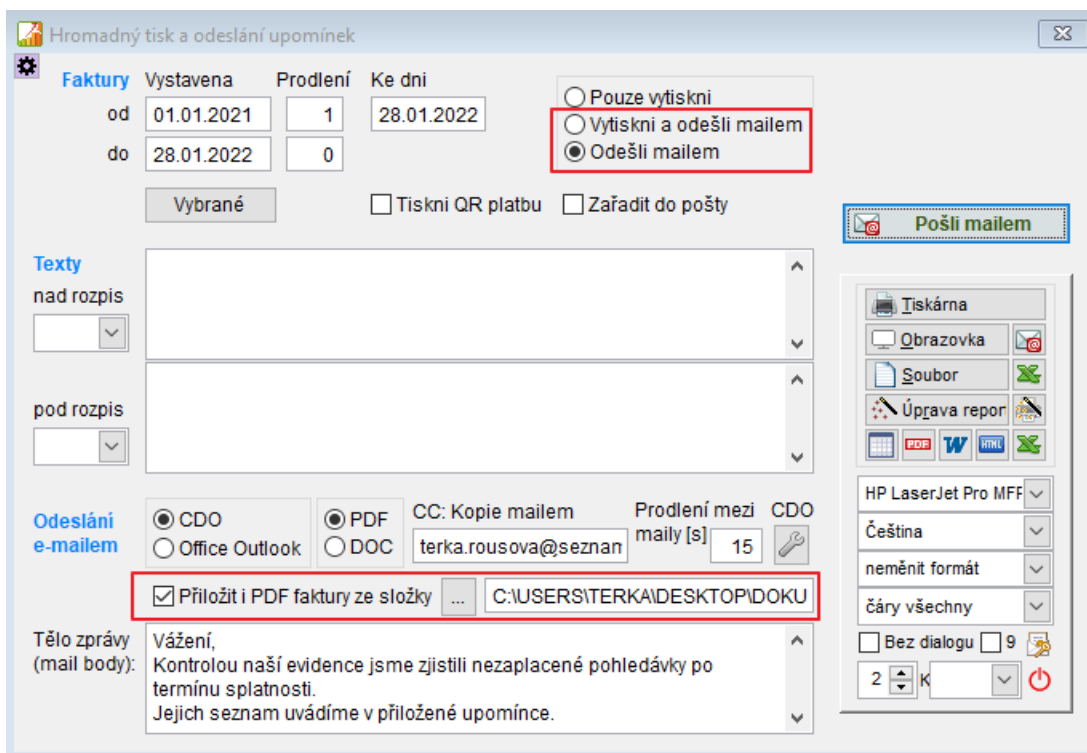 Hromadný tisk a odeslání upomínek
Faktury Vystavena Prodlení Ke dni
od 01.01.2021 1 28.01.2022
do 28.01.2022 0
Pouze vytiskni
Vytiskni a odešli mailem
Odešli mailem
Vybrané Tiskni QR platbu Zařadit do pošty
Pošli mailem
Texty
nad rozpis
pod rozpis
Tiskárna
Obrazovka
Soubor
Úprava repor
PDF W HTML
HP LaserJet Pro MFF
Čeština
neměnit formát
čáry všechny
Bez dialogu 9
2 K
Odeslání
e-mailem
CDO
Office Outlook
PDF
DOC
CC: Kopie mailem
terka.rousova@seznam
Prodlení mezi
maily [s] 15
CDO
Přiložit i PDF faktury ze složky ... C:\USERS\TERKA\DESKTOP\DOKU
Tělo zprávy
(mail body):
Vážení,
Kontrolou naší evidence jsme zjistili nezaplacené pohledávky po
termínu splatnosti.
Jejich seznam uvádíme v přiložené upomínce.